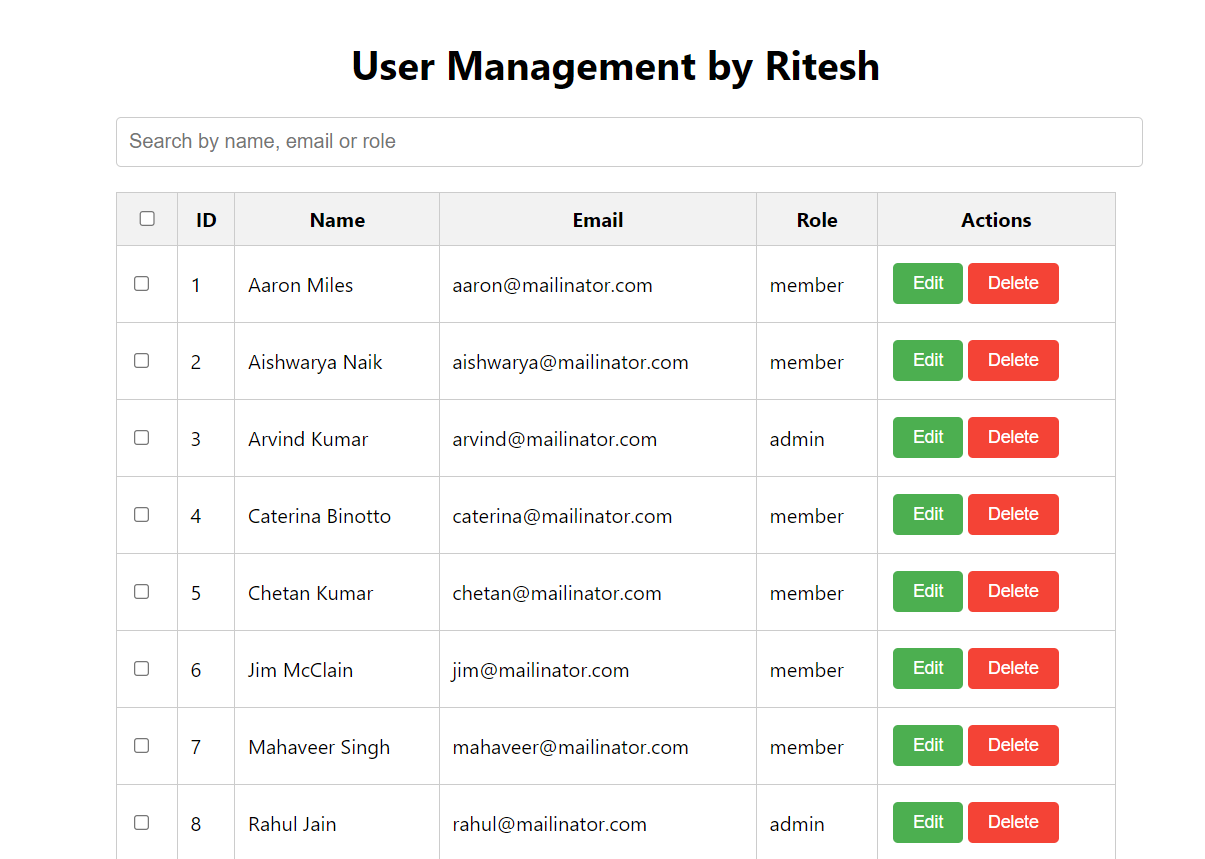 User Management by Ritesh
Search by name, email or role
ID Name Email Role Actions
1 Aaron Miles aaron@mailinator.com member Edit Delete
2 Aishwarya Naik aishwarya@mailinator.com member Edit Delete
3 Arvind Kumar arvind@mailinator.com admin Edit Delete
4 Caterina Binotto caterina@mailinator.com member Edit Delete
5 Chetan Kumar chetan@mailinator.com member Edit Delete
6 Jim McClain jim@mailinator.com member Edit Delete
7 Mahaveer Singh mahaveer@mailinator.com member Edit Delete
8 Rahul Jain rahul@mailinator.com admin Edit Delete